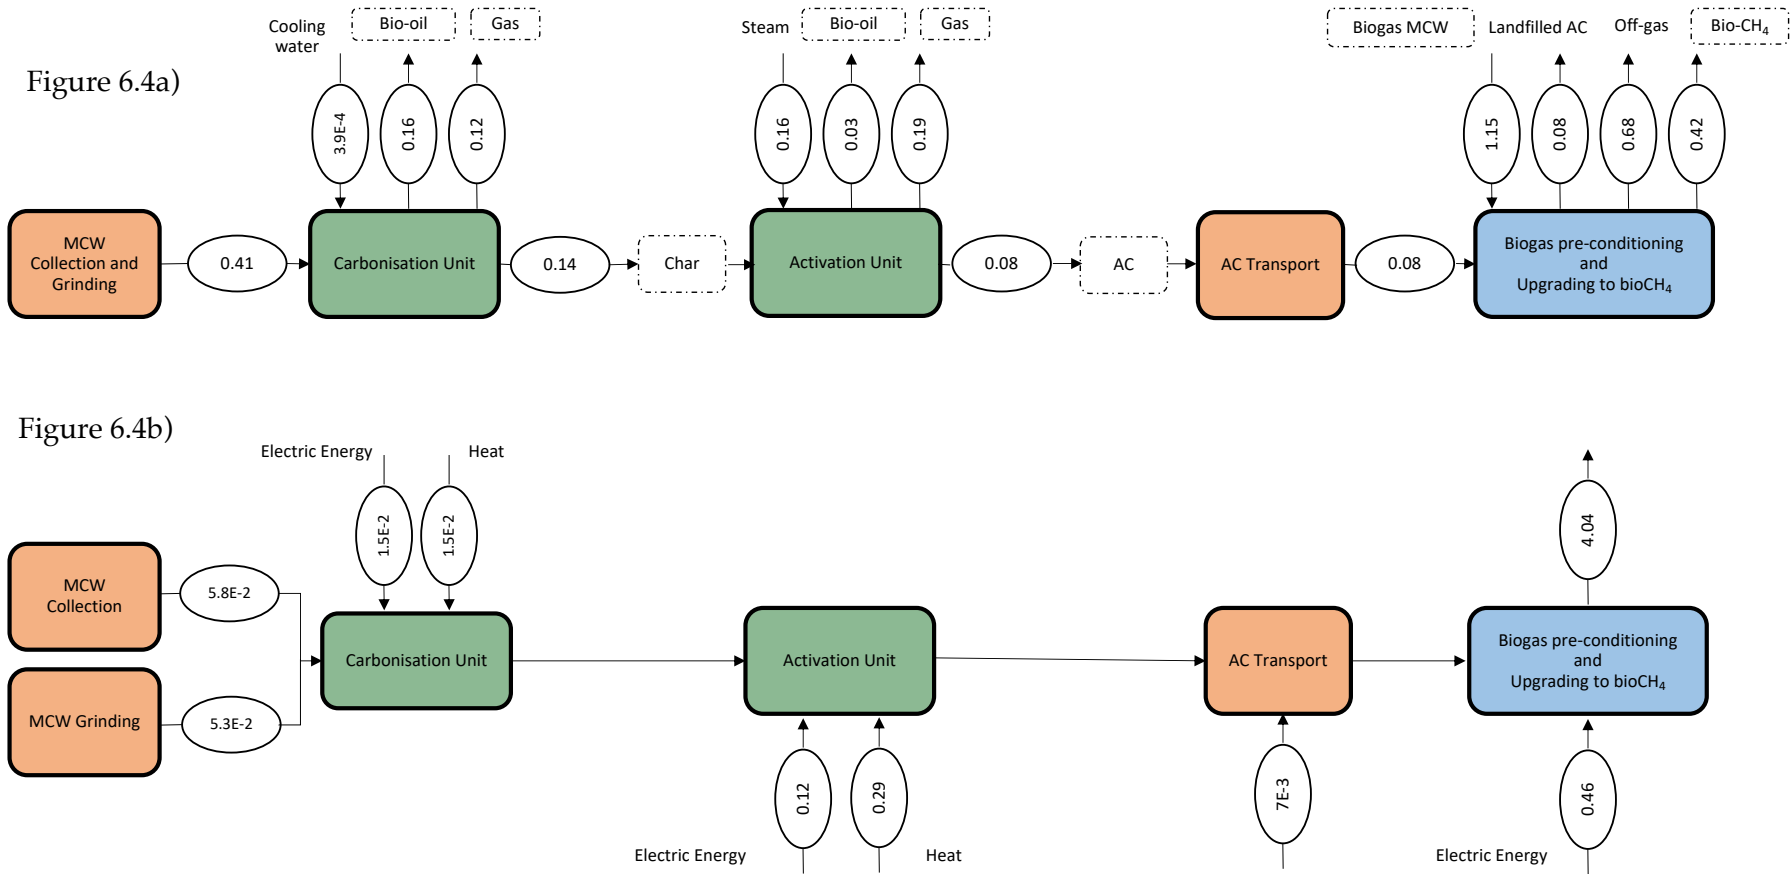 Figure 6.4a)
Cooling
water
Bio-oil
Gas
Steam
Bio-oil
Gas
Biogas MCW
Landfilled AC
Off-gas
Bio-CH₄
3.9E-4
0.16
0.12
0.16
0.03
0.19
1.15
0.08
0.68
0.42
MCW
Collection and
Grinding
0.41
Carbonisation Unit
0.14
Char
Activation Unit
0.08
AC
AC Transport
0.08
Biogas pre-conditioning
and
Upgrading to bioCH₄
Figure 6.4b)
Electric Energy
Heat
1.5E-2
1.5E-2
4.04
MCW
Collection
5.8E-2
MCW Grinding
5.3E-2
Carbonisation Unit
Activation Unit
AC Transport
Biogas pre-conditioning
and
Upgrading to bioCH₄
0.12
0.29
7E-3
0.46
Electric Energy
Heat
Electric Energy